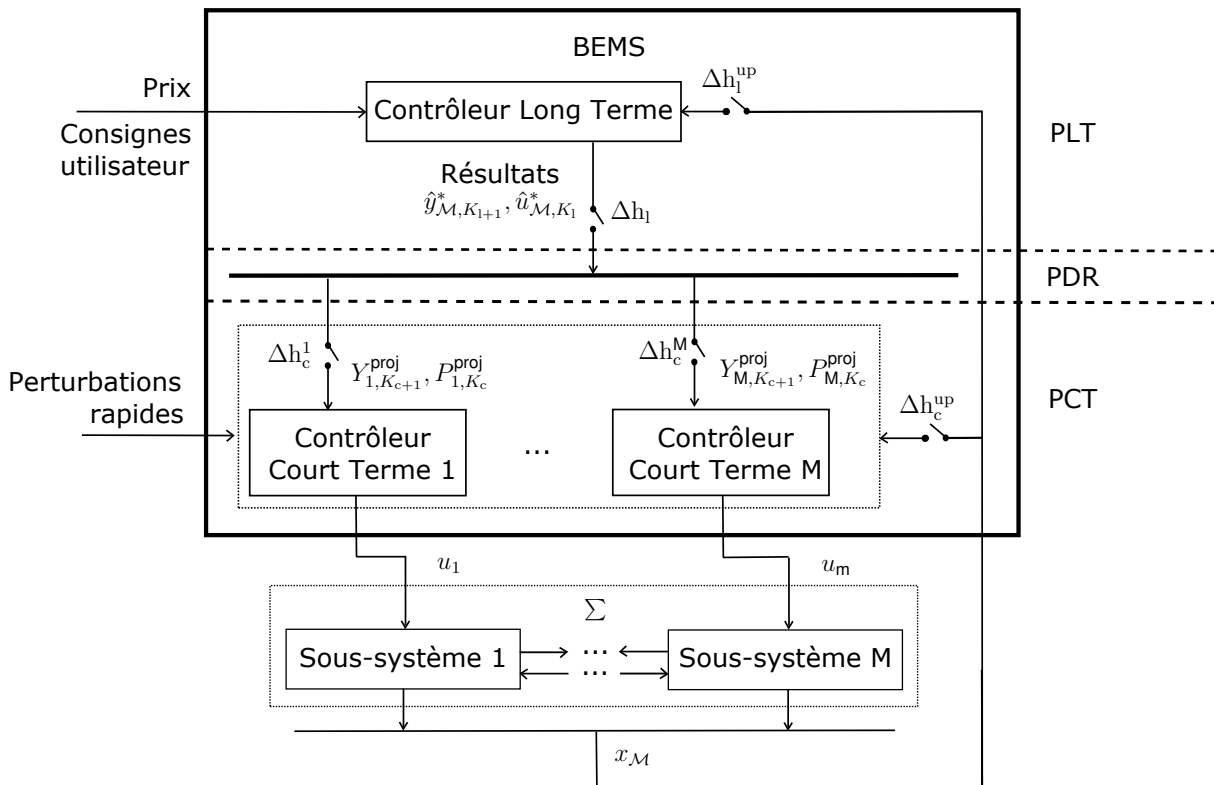 BEMS
Prix
Consignes
utilisateur
Contrôleur Long Terme
Δh_l^up
PLT
Résultats
ŷ*_{𝓜,K_{l+1}}, û*_{𝓜,K_l}
Δh_l
PDR
Perturbations
rapides
Δh_c^1
Y^proj_{1,K_{c+1}}, P^proj_{1,K_c}
Δh_c^M
Y^proj_{M,K_{c+1}}, P^proj_{M,K_c}
Δh_c^up
PCT
Contrôleur
Court Terme 1
...
Contrôleur
Court Terme M
u_1
u_m
Σ
Sous-système 1
...
...
Sous-système M
x_𝓜